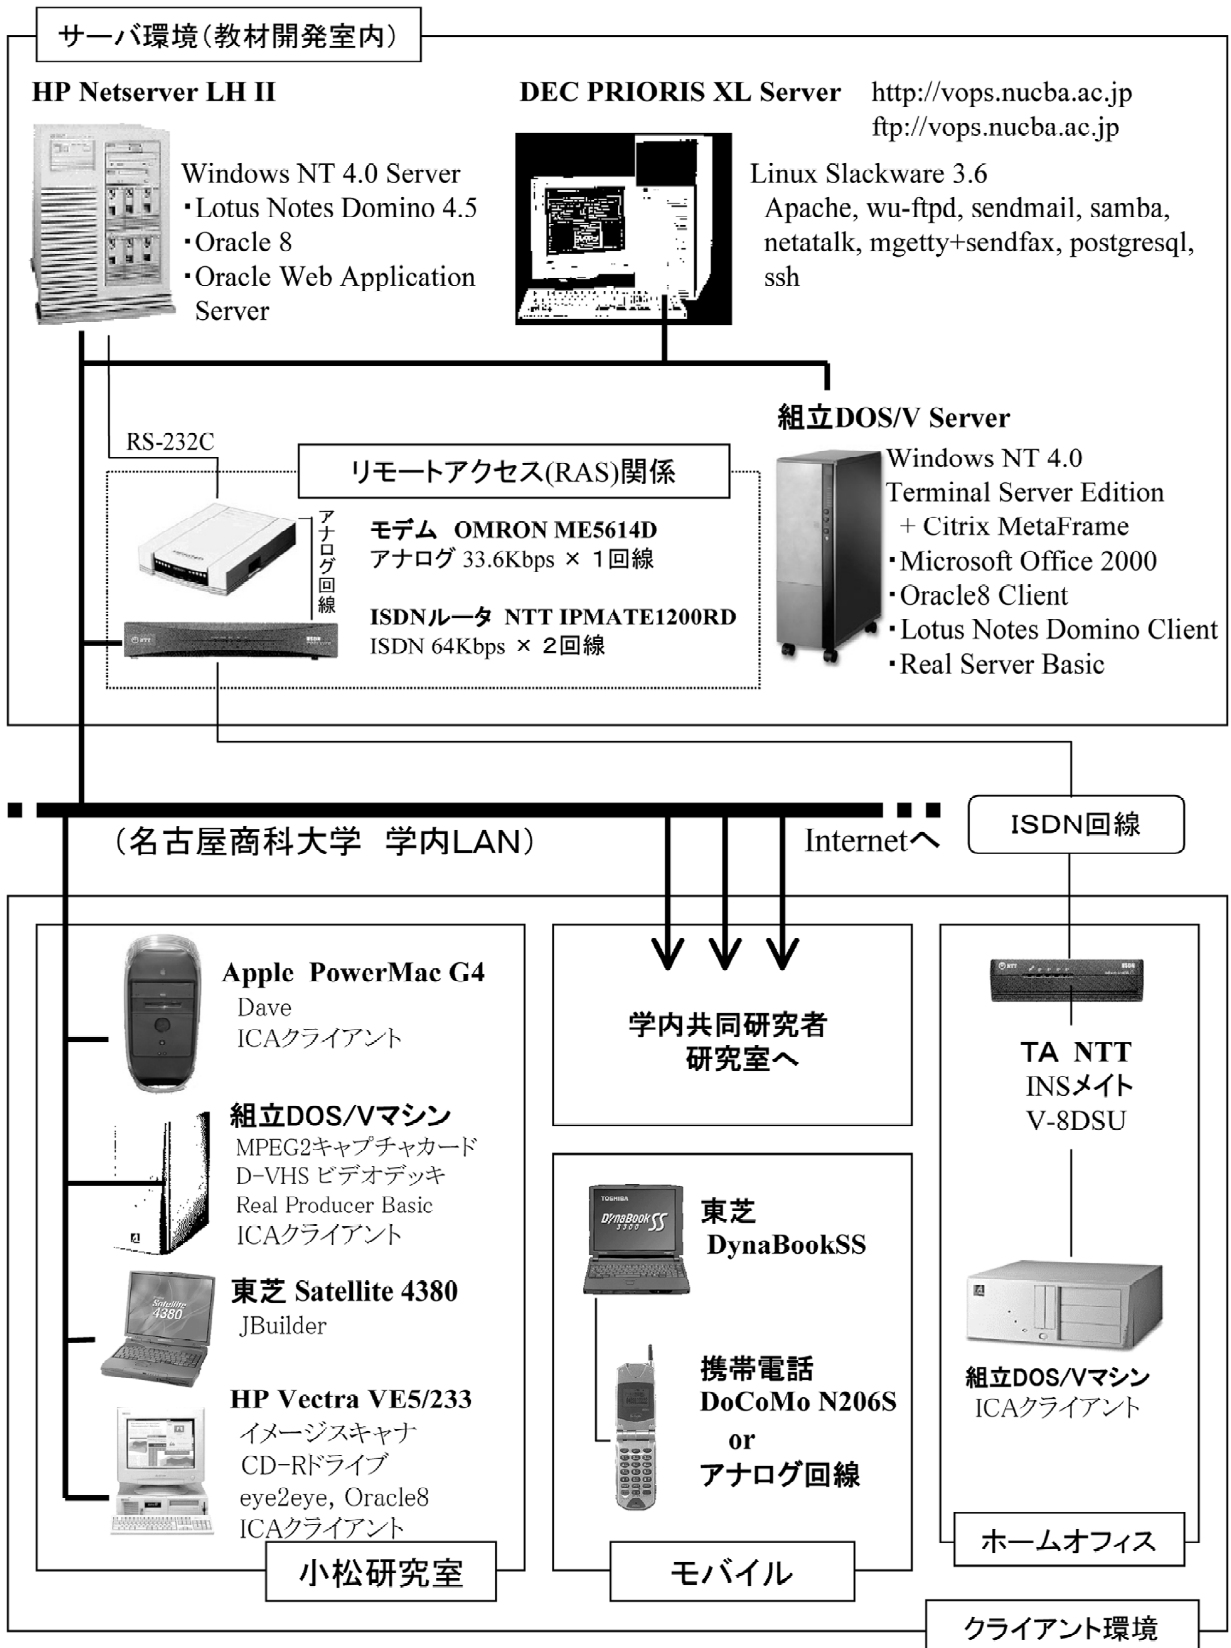 サーバ環境(教材開発室内)
HP Netserver LH II
Windows NT 4.0 Server
・Lotus Notes Domino 4.5
・Oracle 8
・Oracle Web Application
Server
DEC PRIORIS XL Server
http://vops.nucba.ac.jp
ftp://vops.nucba.ac.jp
Linux Slackware 3.6
Apache, wu-ftpd, sendmail, samba,
netatalk, mgetty+sendfax, postgresql,
ssh
組立DOS/V Server
Windows NT 4.0
Terminal Server Edition
+ Citrix MetaFrame
・Microsoft Office 2000
・Oracle8 Client
・Lotus Notes Domino Client
・Real Server Basic
RS-232C
リモートアクセス(RAS)関係
アナログ回線
モデム OMRON ME5614D
アナログ 33.6Kbps × 1回線
ISDNルータ NTT IPMATE1200RD
ISDN 64Kbps × 2回線
NTT
(名古屋商科大学 学内LAN)
Internetへ
ISDN回線
Apple PowerMac G4
Dave
ICAクライアント
組立DOS/Vマシン
MPEG2キャプチャカード
D-VHS ビデオデッキ
Real Producer Basic
ICAクライアント
東芝 Satellite 4380
JBuilder
Satellite
4380
HP Vectra VE5/233
イメージスキャナ
CD-Rドライブ
eye2eye, Oracle8
ICAクライアント
小松研究室
学内共同研究者
研究室へ
TOSHIBA
DynaBook SS
3300
東芝
DynaBookSS
携帯電話
DoCoMo N206S
or
アナログ回線
モバイル
NTT
TA NTT
INSメイト
V-8DSU
組立DOS/Vマシン
ICAクライアント
ホームオフィス
クライアント環境